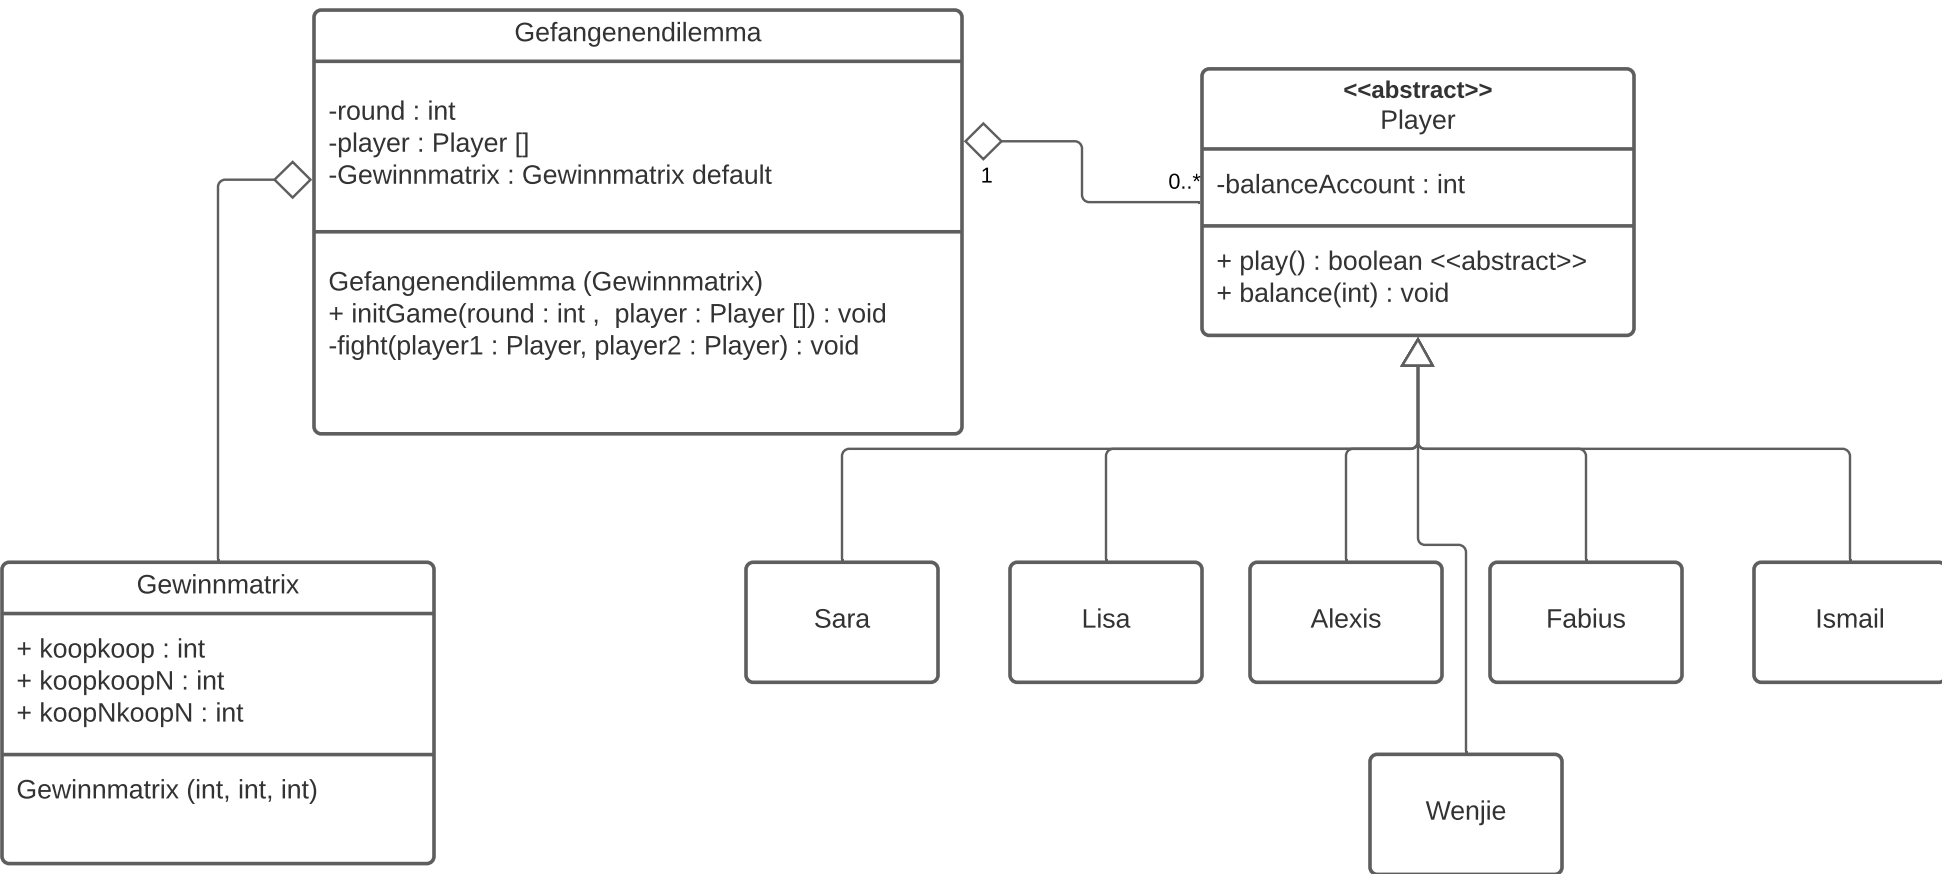 Gefangenendilemma
-round : int
-player : Player []
-Gewinnmatrix : Gewinnmatrix default
Gefangenendilemma (Gewinnmatrix)
+ initGame(round : int ,  player : Player []) : void
-fight(player1 : Player, player2 : Player) : void
1
0..*
<<abstract>>
Player
-balanceAccount : int
+ play() : boolean <<abstract>>
+ balance(int) : void
Gewinnmatrix
+ koopkoop : int
+ koopkoopN : int
+ koopNkoopN : int
Gewinnmatrix (int, int, int)
Sara
Lisa
Alexis
Fabius
Ismail
Wenjie